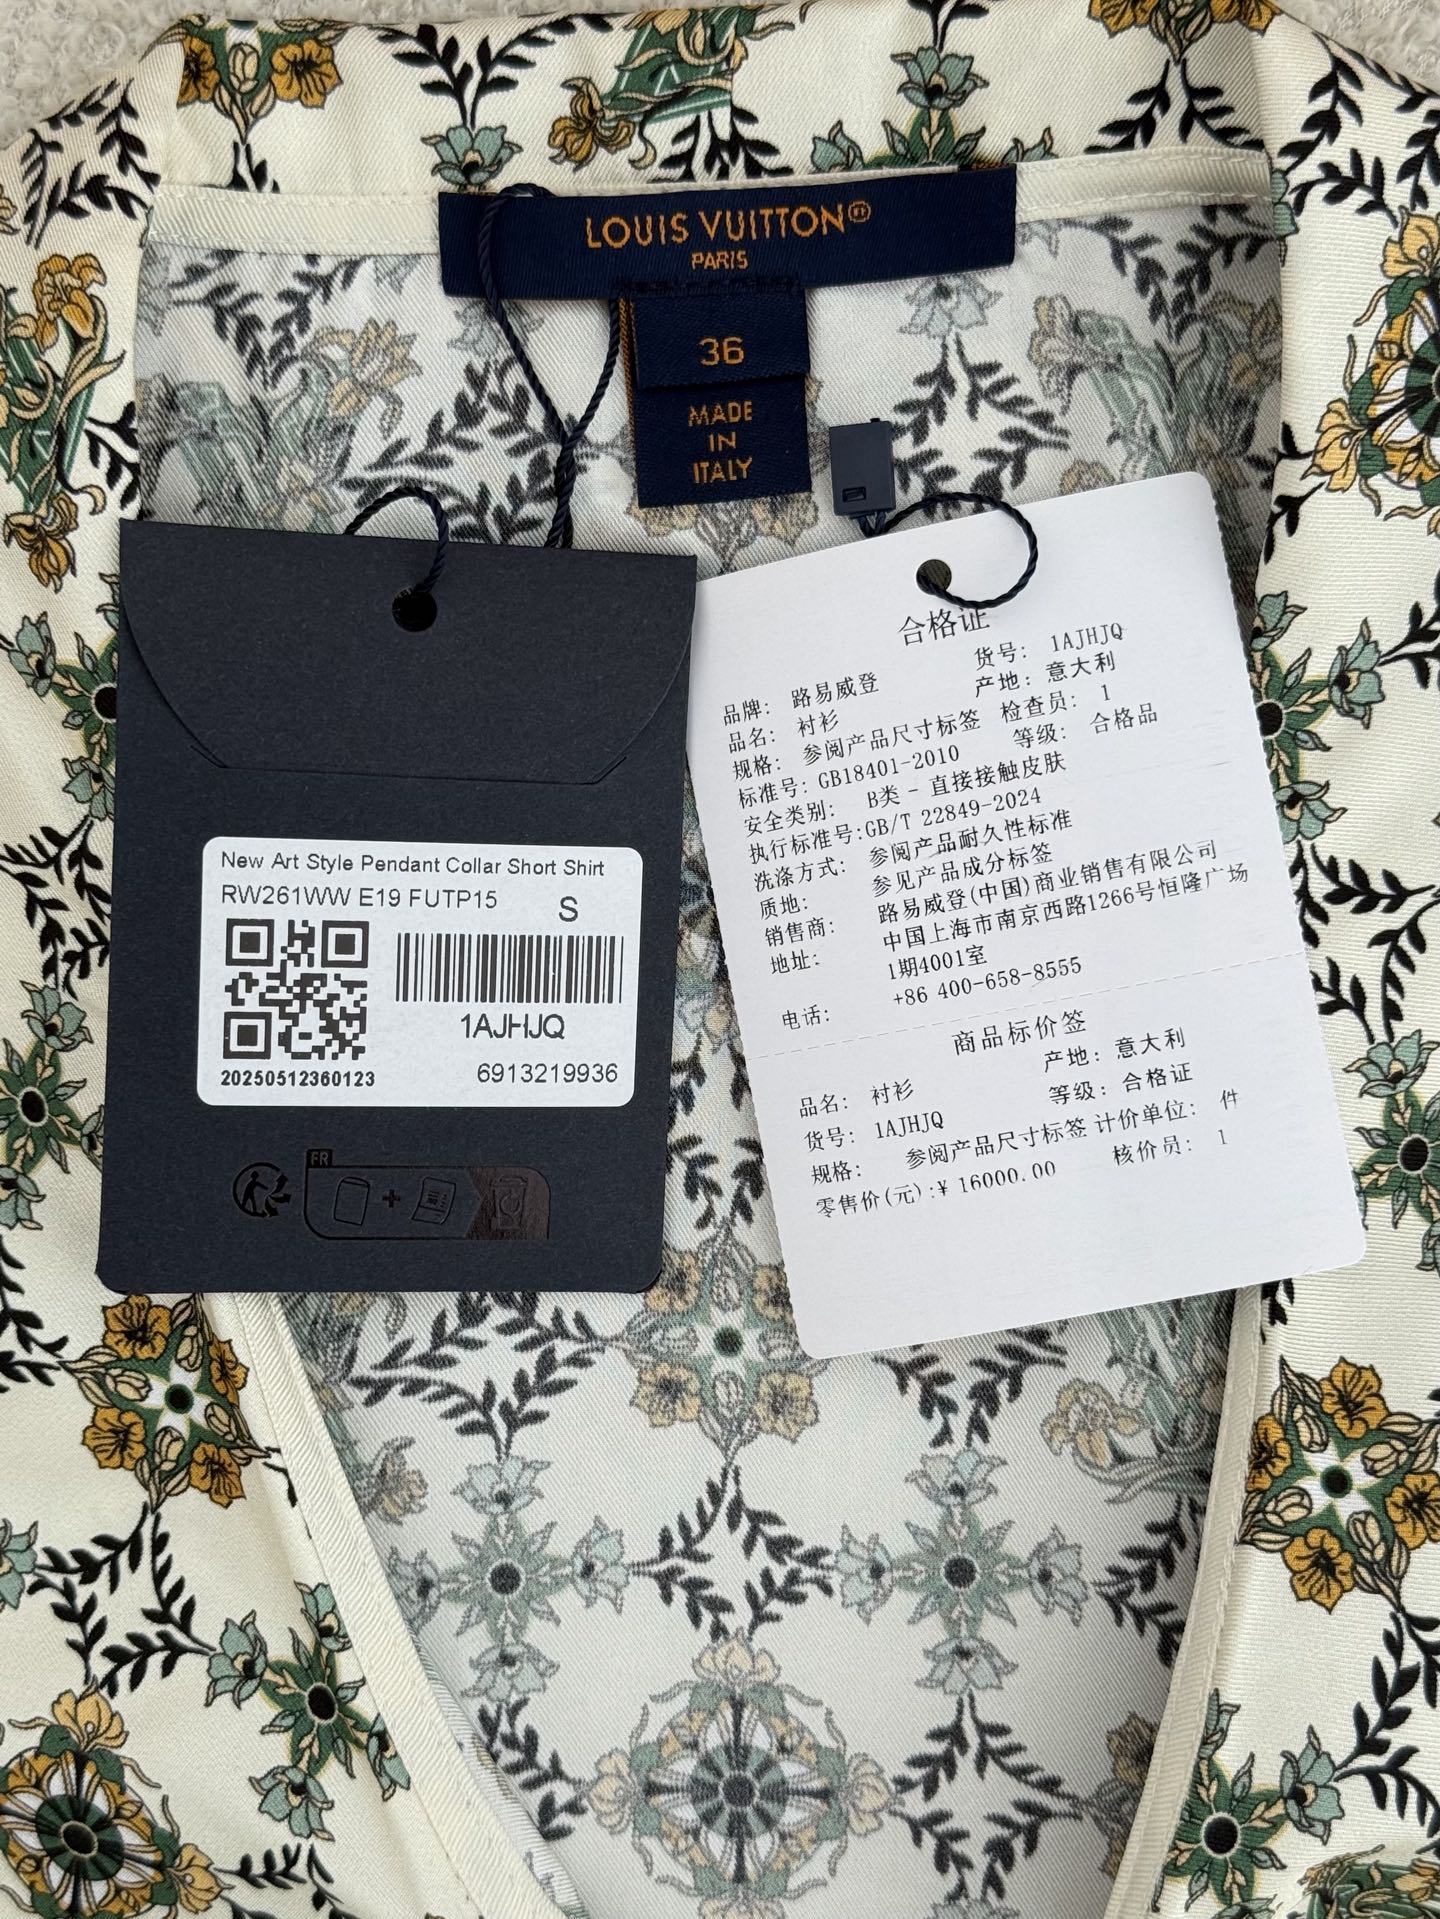 LOUIS VUITTON®
PARIS
36
MADE
IN
ITALY
New Art Style Pendant Collar Short Shirt
RW261WW E19 FUTP15
S
1AJHJQ
20250512360123
6913219936
FR
合格证
品牌: 路易威登 货号: 1AJHJQ
品名: 衬衫 产地: 意大利
规格: 参阅产品尺寸标签 检查员: 1
标准号: GB18401-2010 等级: 合格品
安全类别: B类 - 直接接触皮肤
执行标准号:GB/T 22849-2024
洗涤方式: 参阅产品耐久性标准
质地: 参见产品成分标签
销售商: 路易威登(中国)商业销售有限公司
地址: 中国上海市南京西路1266号恒隆广场
1期4001室
电话: +86 400-658-8555
商品标价签
产地: 意大利
品名: 衬衫 等级: 合格证
货号: 1AJHJQ
规格: 参阅产品尺寸标签 计价单位: 件
零售价(元):¥ 16000.00 核价员: 1